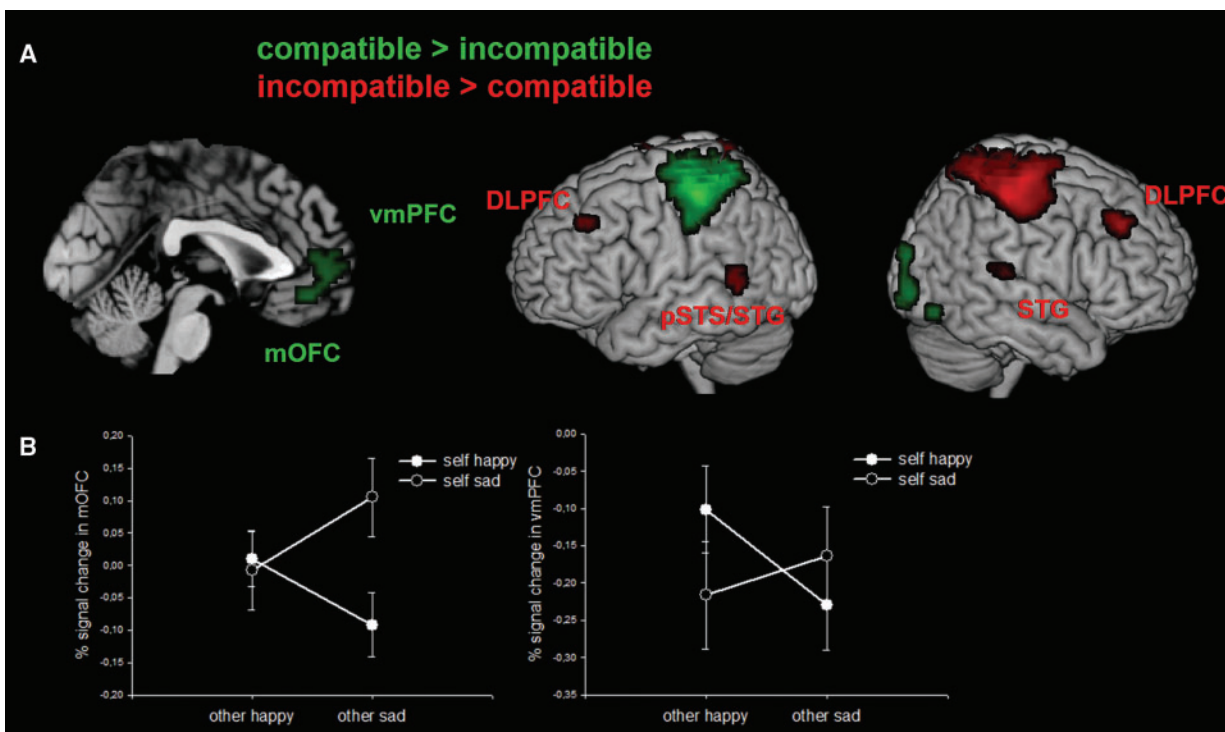 A
compatible > incompatible
incompatible > compatible
vmPFC
mOFC
DLPFC
pSTS/STG
DLPFC
STG
B
% signal change in mOFC
0,20
0,15
0,10
0,05
0,00
-0,05
-0,10
-0,15
-0,20
self happy
self sad
other happy
other sad
% signal change in vmPFC
0,00
-0,05
-0,10
-0,15
-0,20
-0,25
-0,30
-0,35
self happy
self sad
other happy
other sad